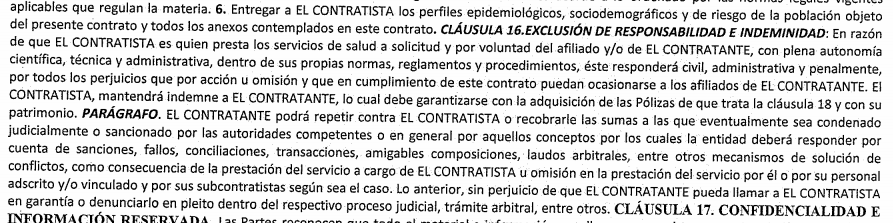 aplicables que regulan la materia. 6. Entregar a EL CONTRATISTA los perfiles epidemiológicos, sociodemográficos y de riesgo de la población objeto
del presente contrato y todos los anexos contemplados en este contrato. CLÁUSULA 16.EXCLUSIÓN DE RESPONSABILIDAD E INDEMINIDAD: En razón
de que EL CONTRATISTA es quien presta los servicios de salud a solicitud y por voluntad del afiliado y/o de EL CONTRATANTE, con plena autonomía
científica, técnica y administrativa, dentro de sus propias normas, reglamentos y procedimientos, éste responderá civil, administrativa y penalmente,
por todos los perjuicios que por acción u omisión y que en cumplimiento de este contrato puedan ocasionarse a los afiliados de EL CONTRATANTE. El
CONTRATISTA, mantendrá indemne a EL CONTRATANTE, lo cual debe garantizarse con la adquisición de las Pólizas de que trata la cláusula 18 y con su
patrimonio. PARÁGRAFO. EL CONTRATANTE podrá repetir contra EL CONTRATISTA o recobrarle las sumas a las que eventualmente sea condenado
judicialmente o sancionado por las autoridades competentes o en general por aquellos conceptos por los cuales la entidad deberá responder por
cuenta de sanciones, fallos, conciliaciones, transacciones, amigables composiciones, laudos arbitrales, entre otros mecanismos de solución de
conflictos, como consecuencia de la prestación del servicio a cargo de EL CONTRATISTA u omisión en la prestación del servicio por él o por su personal
adscrito y/o vinculado y por sus subcontratistas según sea el caso. Lo anterior, sin perjuicio de que EL CONTRATANTE pueda llamar a EL CONTRATISTA
en garantía o denunciarlo en pleito dentro del respectivo proceso judicial, trámite arbitral, entre otros. CLÁUSULA 17. CONFIDENCIALIDAD E
INFORMACIÓN RESERVADA. Las Partes reconocen que todo el material e información